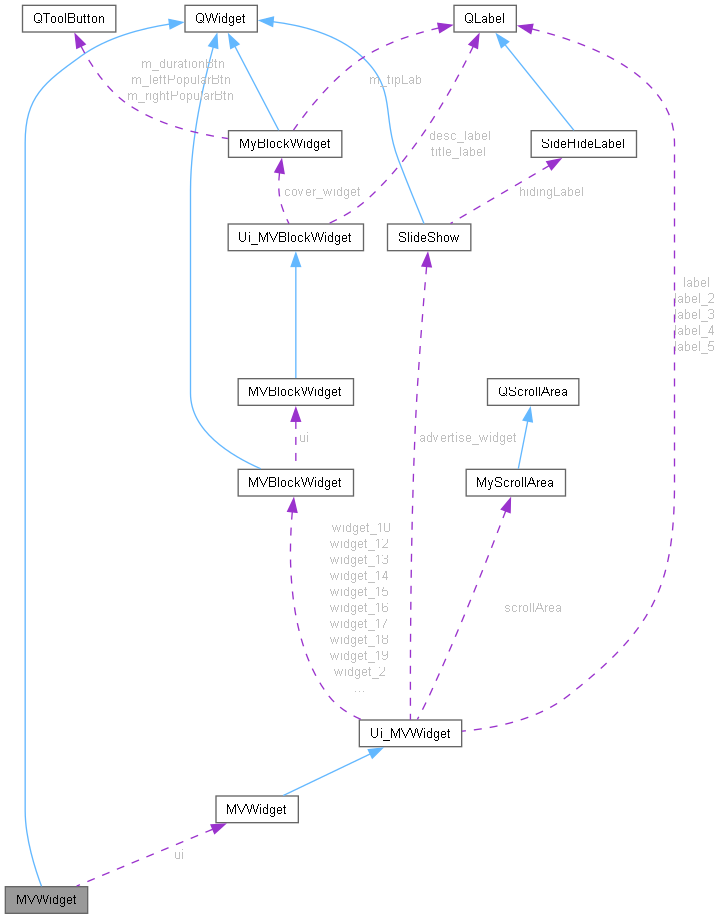 QToolButton
QWidget
QLabel
m_durationBtn
m_leftPopularBtn
m_rightPopularBtn
m_tipLab
MyBlockWidget
desc_label
title_label
SideHideLabel
cover_widget
hidingLabel
Ui_MVBlockWidget
SlideShow
label
label_2
label_3
label_4
label_5
MVBlockWidget
QScrollArea
ui
advertise_widget
MVBlockWidget
MyScrollArea
widget_10
widget_12
widget_13
widget_14
widget_15
widget_16
widget_17
widget_18
widget_19
widget_2
...
scrollArea
Ui_MVWidget
MVWidget
ui
MVWidget